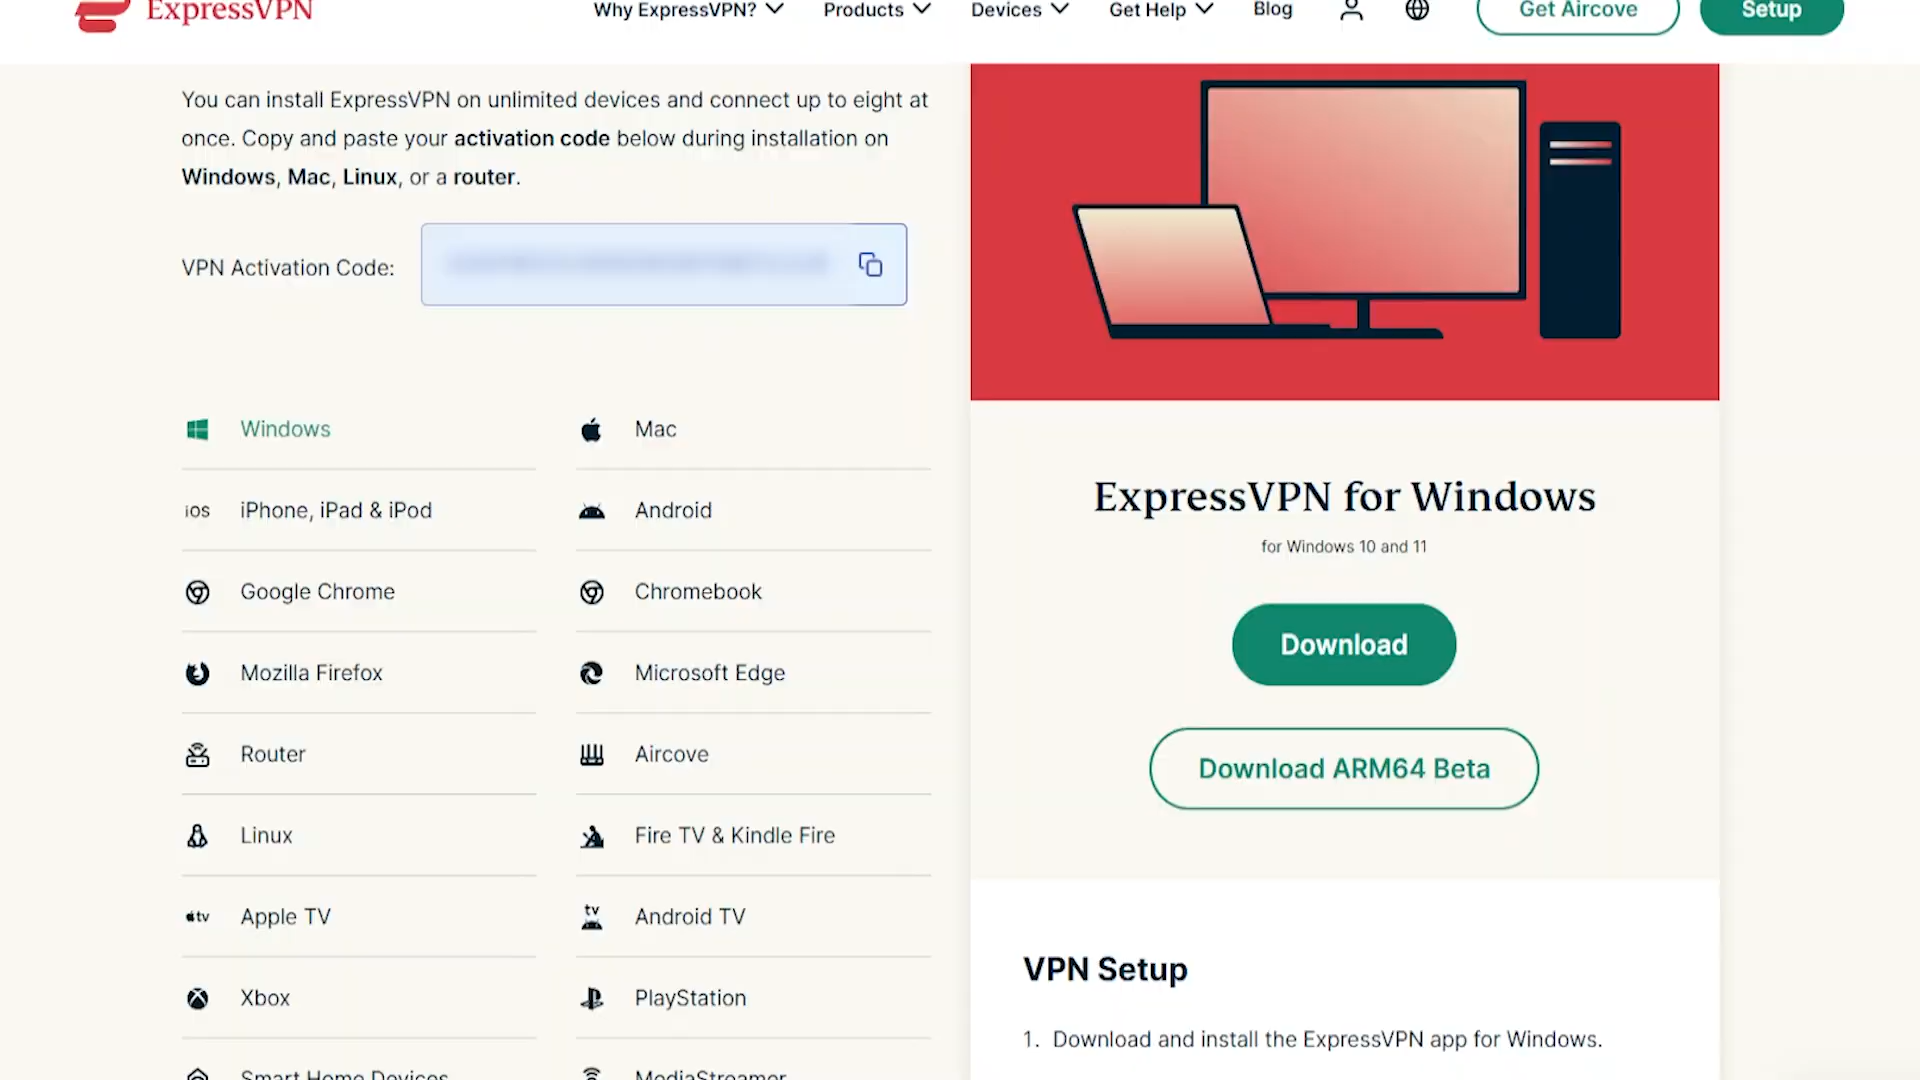 ExpressVPN
Why ExpressVPN?
Products
Devices
Get Help
Blog
Get Aircove
Setup
You can install ExpressVPN on unlimited devices and connect up to eight at
once. Copy and paste your activation code below during installation on
Windows, Mac, Linux, or a router.
VPN Activation Code:
Windows
Mac
iOS iPhone, iPad & iPod
Android
Google Chrome
Chromebook
Mozilla Firefox
Microsoft Edge
Router
Aircove
Linux
Fire TV & Kindle Fire
tv Apple TV
tv Android TV
Xbox
PlayStation
Smart Home Devices
MediaStreamer
ExpressVPN for Windows
for Windows 10 and 11
Download
Download ARM64 Beta
VPN Setup
1. Download and install the ExpressVPN app for Windows.